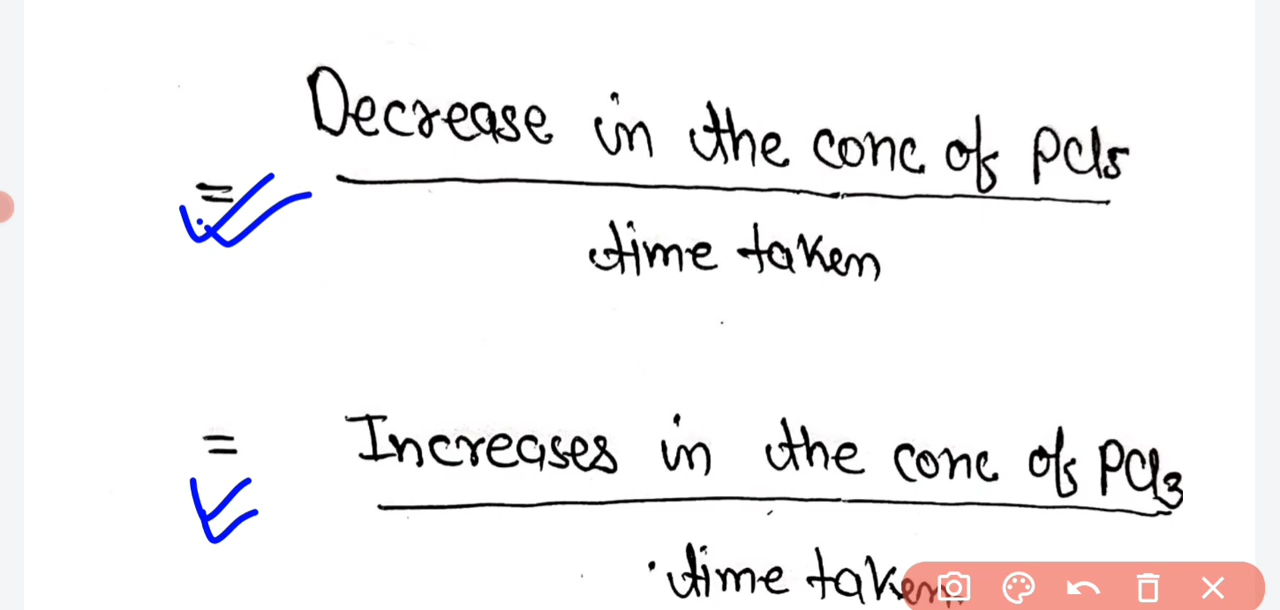 Decrease in the conc of PCl5
=
time taken
= Increases in the conc of PCl3
time taken